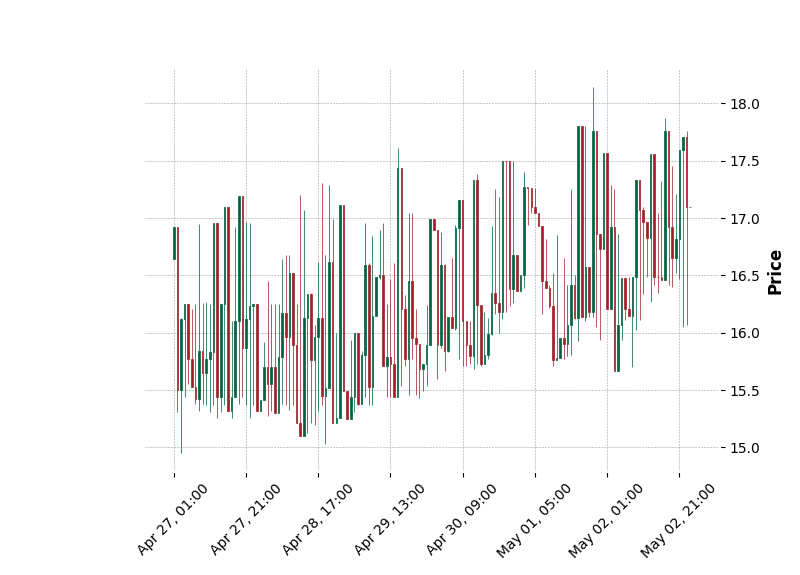 18.0
17.5
17.0
16.5
16.0
15.5
15.0
Price
Apr 27, 01:00
Apr 27, 21:00
Apr 28, 17:00
Apr 29, 13:00
Apr 30, 09:00
May 01, 05:00
May 02, 01:00
May 02, 21:00